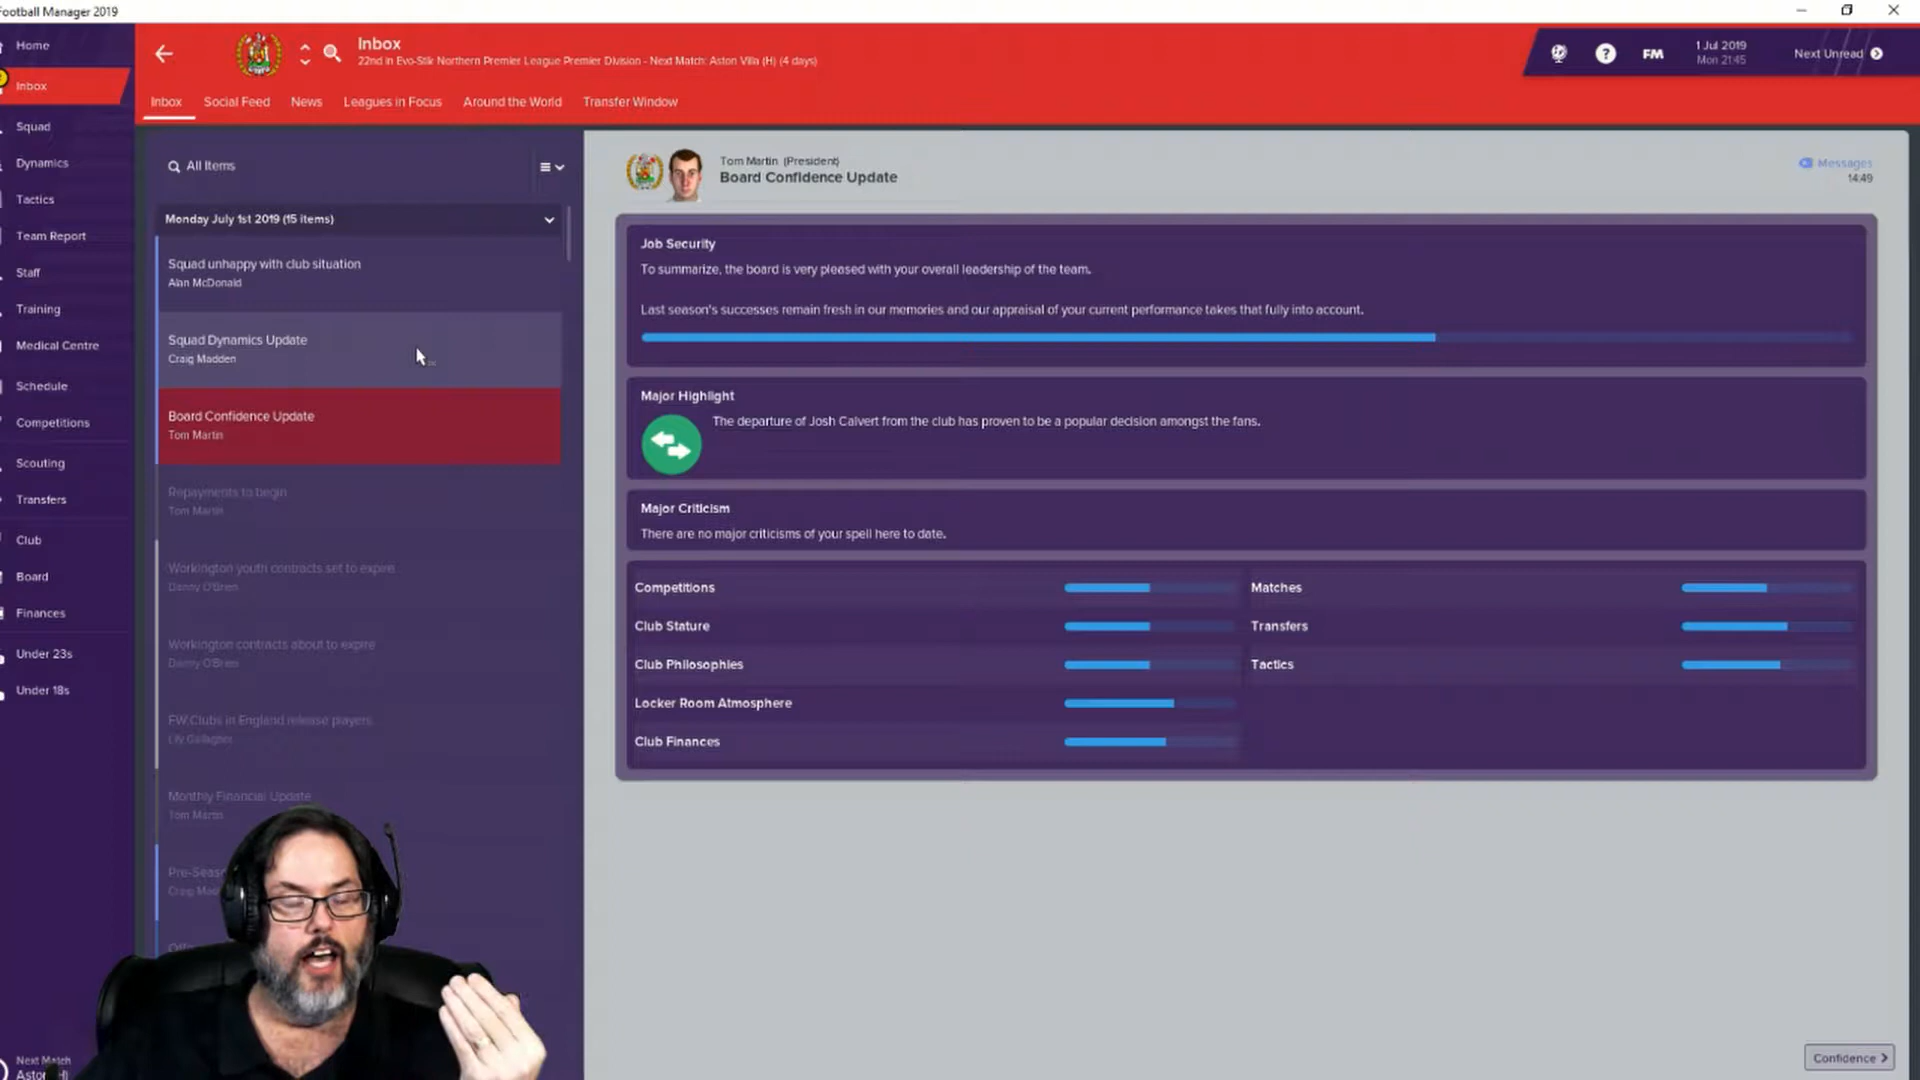 Football Manager 2019
Home
Inbox
Squad
Dynamics
Tactics
Team Report
Staff
Training
Medical Centre
Schedule
Competitions
Scouting
Transfers
Club
Board
Finances
Under 23s
Under 18s
Next Match
Inbox
22nd in Evo-Stik Northern Premier League Premier Division - Next Match: Aston Villa (H) (4 days)
FM
1 Jul 2019
Mon 21:45
Next Unread
Inbox Social Feed News Leagues in Focus Around the World Transfer Window
All Items
Monday July 1st 2019 (15 items)
Squad unhappy with club situation
Alan McDonald
Squad Dynamics Update
Craig Madden
Board Confidence Update
Tom Martin
Repayments to begin
Tom Martin
Workington youth contracts set to expire
Danny O'Brien
Workington contracts about to expire
Danny O'Brien
FW Clubs in England release players
Lily Gallagher
Monthly Financial Update
Tom Martin
Craig
Tom Martin (President)
Board Confidence Update
Messages
14:49
Job Security
To summarize, the board is very pleased with your overall leadership of the team.
Last season's successes remain fresh in our memories and our appraisal of your current performance takes that fully into account.
Major Highlight
The departure of Josh Calvert from the club has proven to be a popular decision amongst the fans.
Major Criticism
There are no major criticisms of your spell here to date.
Competitions
Club Stature
Club Philosophies
Locker Room Atmosphere
Club Finances
Matches
Transfers
Tactics
Confidence